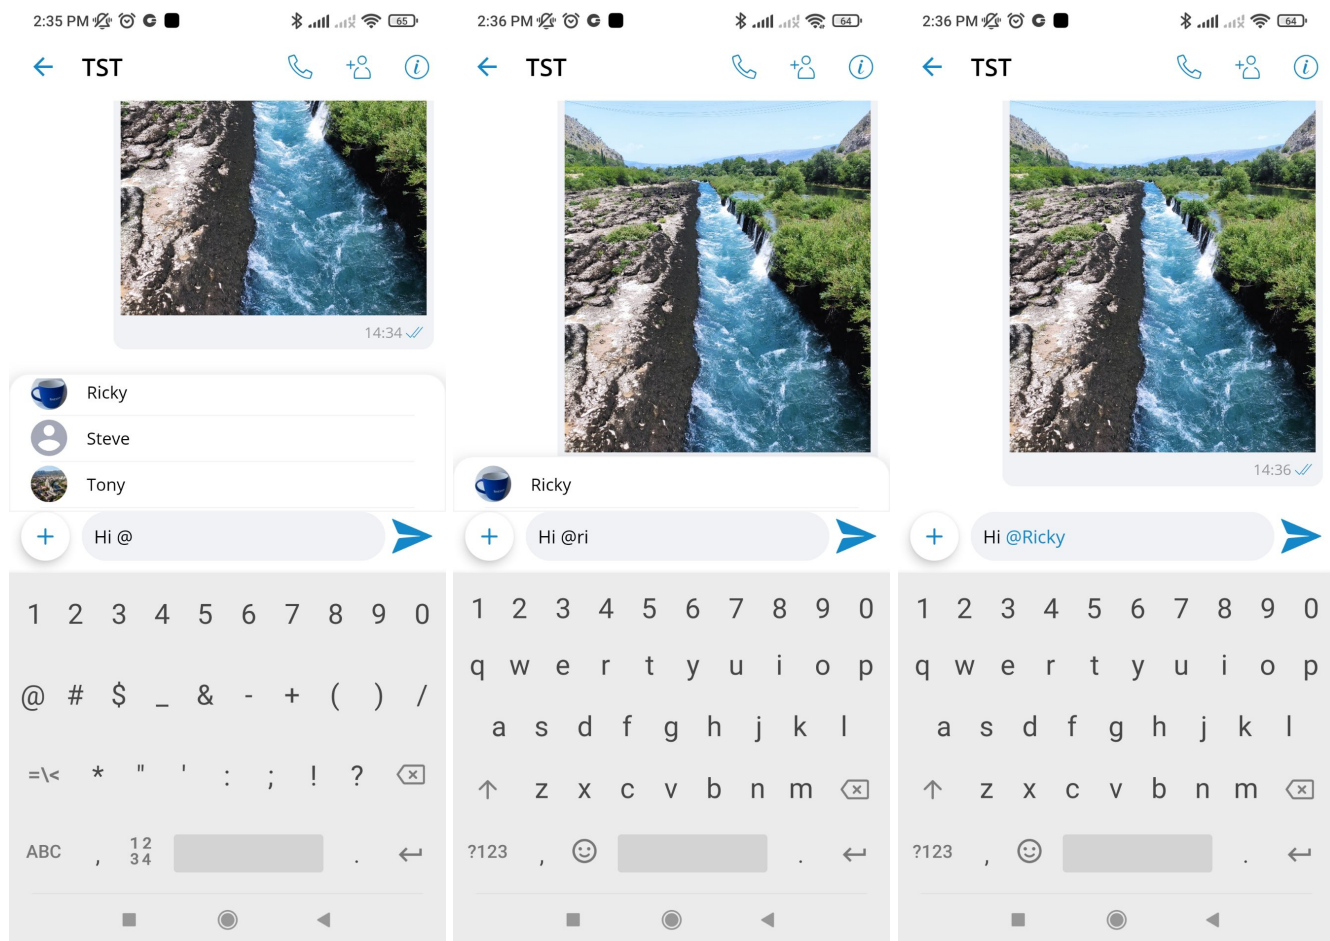 2:35 PM
65
TST
14:34
Ricky
Steve
Tony
Hi @
1 2 3 4 5 6 7 8 9 0
@ # $ _ & - + ( ) /
=\< * " ' : ; ! ?
ABC , 12 34 .
2:36 PM
64
TST
Ricky
Hi @ri
1 2 3 4 5 6 7 8 9 0
q w e r t y u i o p
a s d f g h j k l
z x c v b n m
?123 , .
2:36 PM
64
TST
14:36
Hi @Ricky
1 2 3 4 5 6 7 8 9 0
q w e r t y u i o p
a s d f g h j k l
z x c v b n m
?123 , .